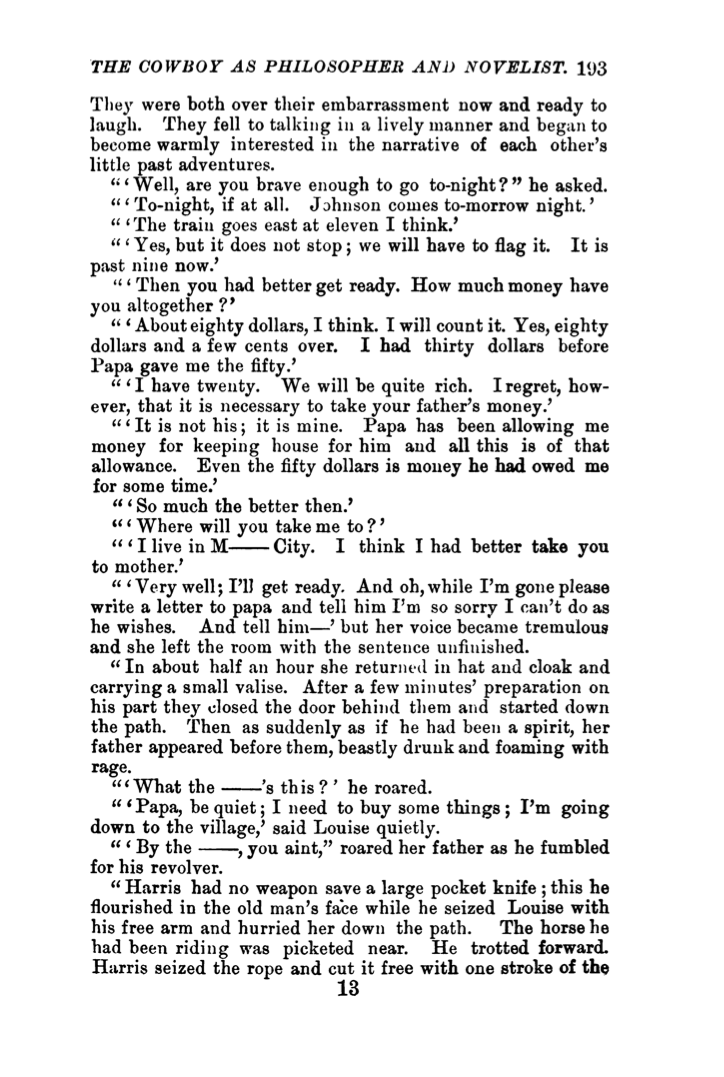 THE COWBOY AS PHILOSOPHER AND NOVELIST. 193
They were both over their embarrassment now and ready to
laugh. They fell to talking in a lively manner and began to
become warmly interested in the narrative of each other's
little past adventures.
"'Well, are you brave enough to go to-night?" he asked.
"'To-night, if at all. Johnson comes to-morrow night.'
"'The train goes east at eleven I think.'
"'Yes, but it does not stop; we will have to flag it. It is
past nine now.'
"'Then you had better get ready. How much money have
you altogether?'
"'About eighty dollars, I think. I will count it. Yes, eighty
dollars and a few cents over. I had thirty dollars before
Papa gave me the fifty.'
"'I have twenty. We will be quite rich. I regret, how-
ever, that it is necessary to take your father's money.'
"'It is not his; it is mine. Papa has been allowing me
money for keeping house for him and all this is of that
allowance. Even the fifty dollars is money he had owed me
for some time.'
"'So much the better then.'
"'Where will you take me to?'
"'I live in M—— City. I think I had better take you
to mother.'
"'Very well; I'll get ready. And oh, while I'm gone please
write a letter to papa and tell him I'm so sorry I can't do as
he wishes. And tell him—' but her voice became tremulous
and she left the room with the sentence unfinished.
"In about half an hour she returned in hat and cloak and
carrying a small valise. After a few minutes' preparation on
his part they closed the door behind them and started down
the path. Then as suddenly as if he had been a spirit, her
father appeared before them, beastly drunk and foaming with
rage.
"'What the ——'s this?' he roared.
"'Papa, be quiet; I need to buy some things; I'm going
down to the village,' said Louise quietly.
"'By the ——, you aint," roared her father as he fumbled
for his revolver.
"Harris had no weapon save a large pocket knife; this he
flourished in the old man's face while he seized Louise with
his free arm and hurried her down the path. The horse he
had been riding was picketed near. He trotted forward.
Harris seized the rope and cut it free with one stroke of the
13